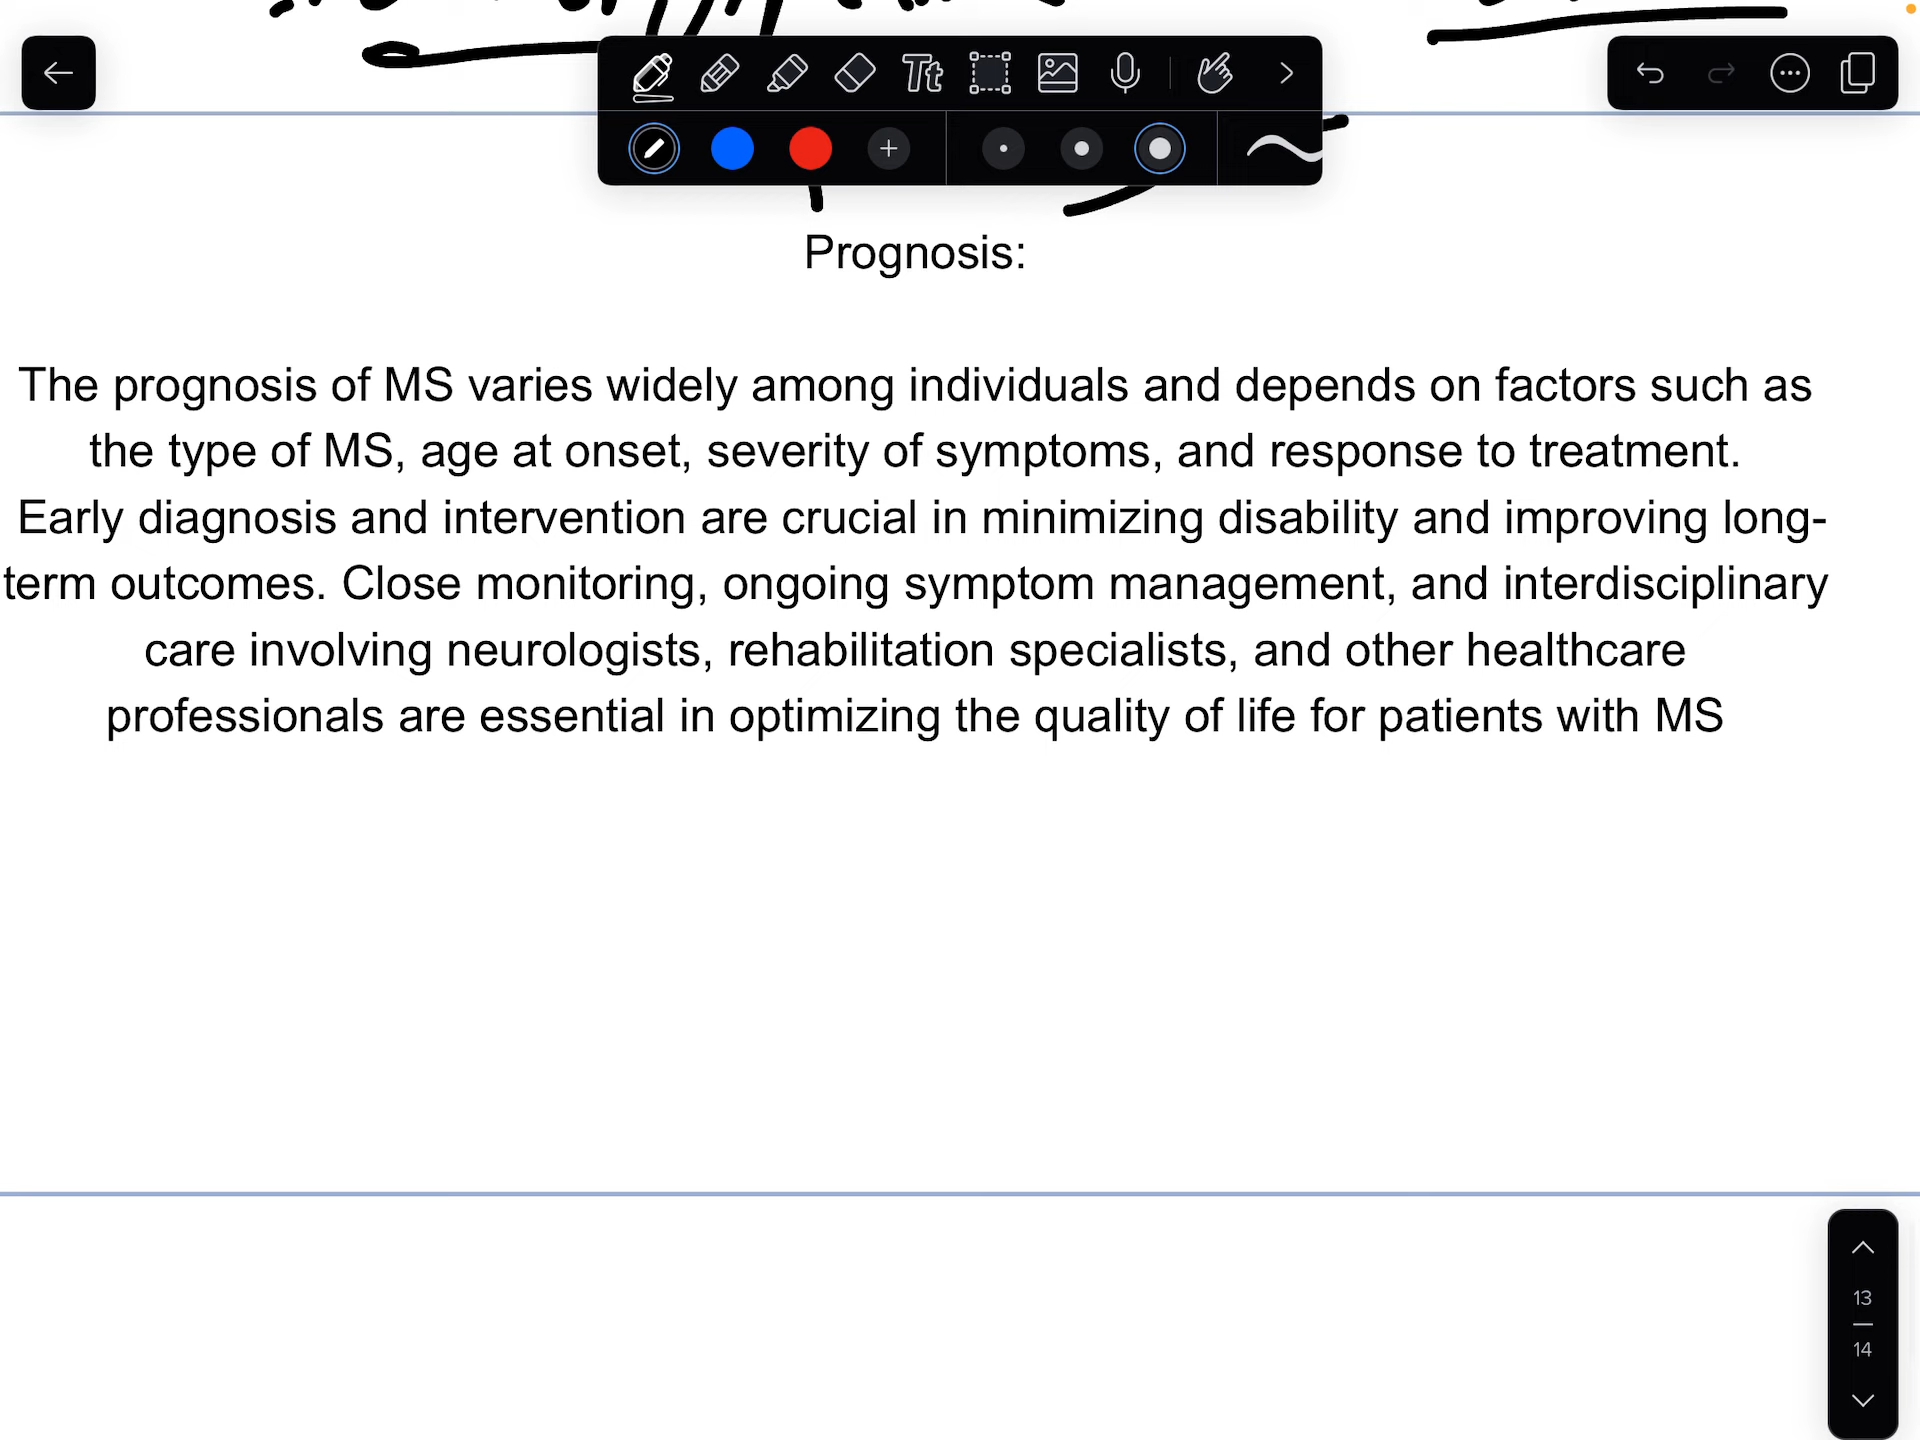 Tt
Prognosis:
The prognosis of MS varies widely among individuals and depends on factors such as
the type of MS, age at onset, severity of symptoms, and response to treatment.
Early diagnosis and intervention are crucial in minimizing disability and improving long-
term outcomes. Close monitoring, ongoing symptom management, and interdisciplinary
care involving neurologists, rehabilitation specialists, and other healthcare
professionals are essential in optimizing the quality of life for patients with MS
13
14